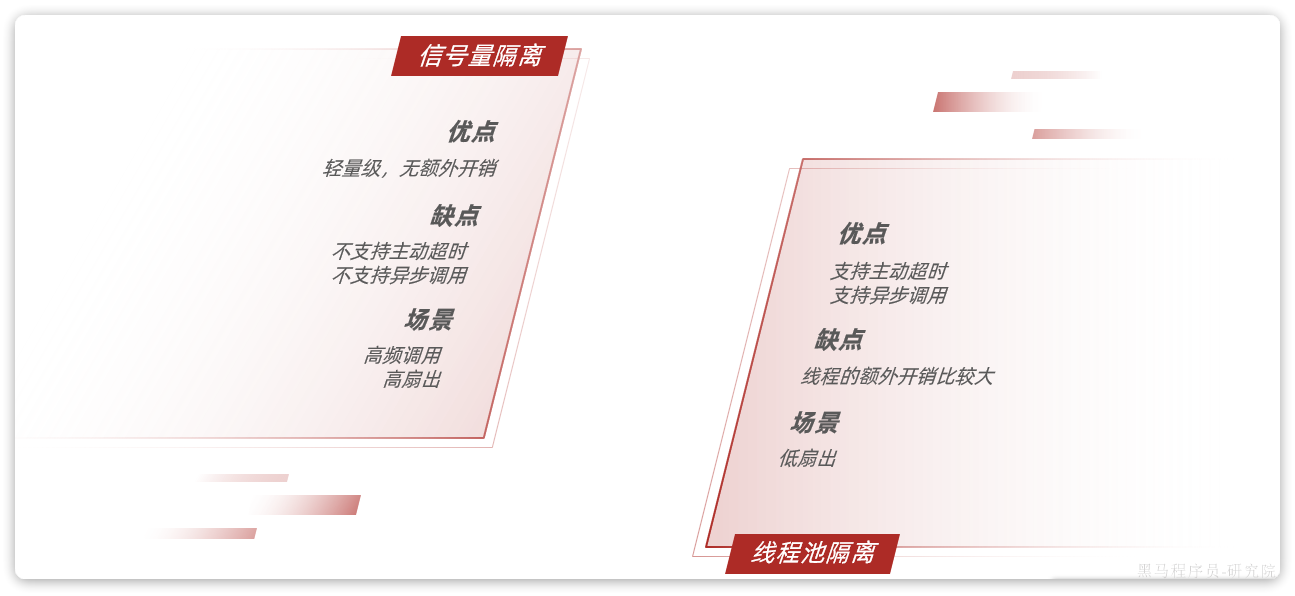 信号量隔离
优点
轻量级，无额外开销
缺点
不支持主动超时
不支持异步调用
场景
高频调用
高扇出
优点
支持主动超时
支持异步调用
缺点
线程的额外开销比较大
场景
低扇出
线程池隔离
黑马程序员-研究院